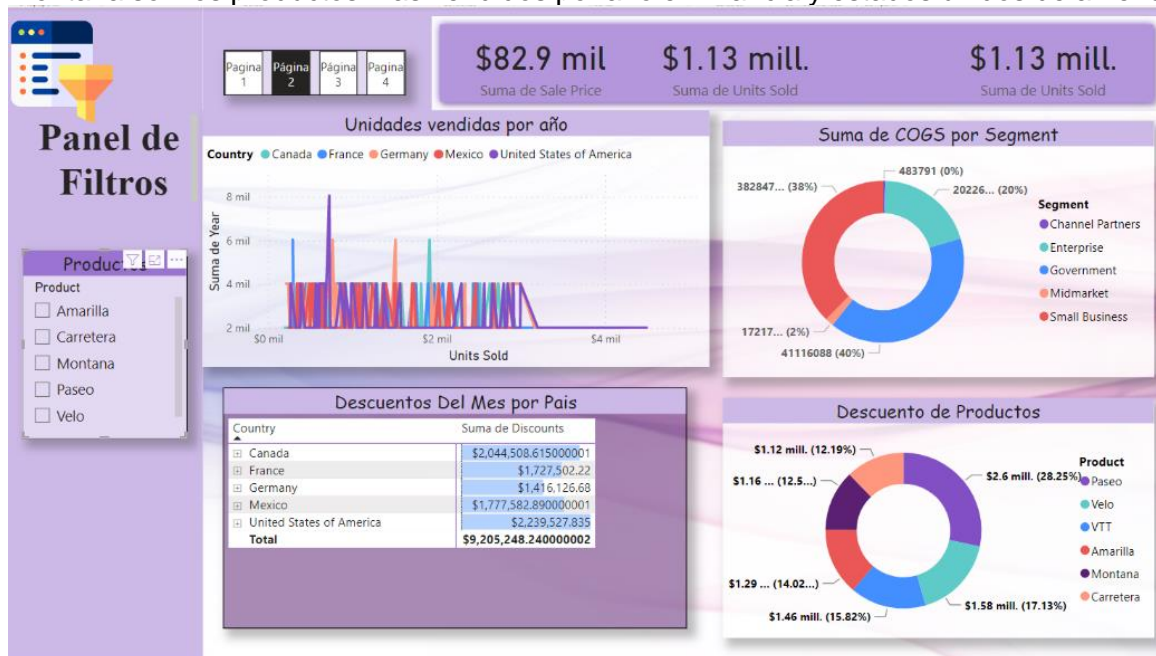 Pagina 1
Página 2
Página 3
Pagina 4
$82.9 mil
Suma de Sale Price
$1.13 mill.
Suma de Units Sold
$1.13 mill.
Suma de Units Sold
Panel de
Filtros
Productos
Product
Amarilla
Carretera
Montana
Paseo
Velo
Unidades vendidas por año
Country Canada France Germany Mexico United States of America
Suma de Year
8 mil
6 mil
4 mil
2 mil
$0 mil $2 mil $4 mil
Units Sold
Suma de COGS por Segment
483791 (0%)
382847... (38%)
20226... (20%)
17217... (2%)
41116088 (40%)
Segment
Channel Partners
Enterprise
Government
Midmarket
Small Business
Descuentos Del Mes por Pais
Country Suma de Discounts
Canada $2,044,508.615000001
France $1,727,502.22
Germany $1,416,126.68
Mexico $1,777,582.890000001
United States of America $2,239,527.835
Total $9,205,248.240000002
Descuento de Productos
$1.12 mill. (12.19%)
$1.16 ... (12.5...)
$2.6 mill. (28.25%)
$1.29 ... (14.02...)
$1.58 mill. (17.13%)
$1.46 mill. (15.82%)
Product
Paseo
Velo
VTT
Amarilla
Montana
Carretera